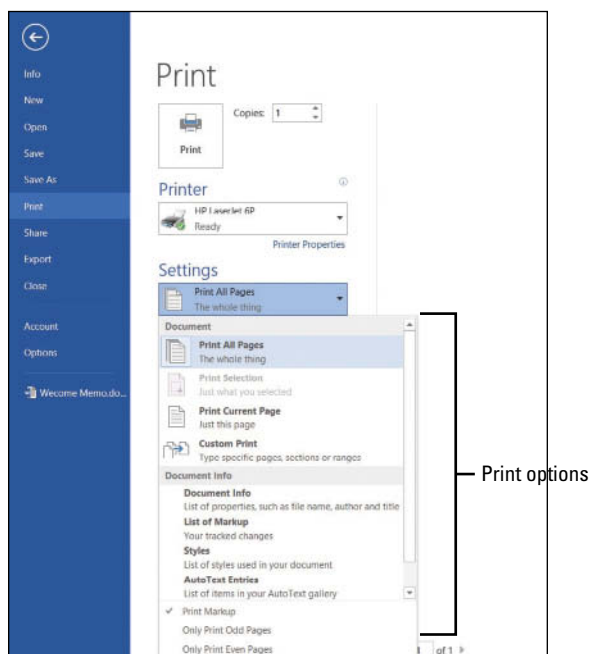 Info
New
Open
Save
Save As
Print
Share
Export
Close
Account
Options
Wecome Memo.do...
Print
Copies: 1
Print
Printer
HP LaserJet 6P
Ready
Printer Properties
Settings
Print All Pages
The whole thing
Document
Print All Pages
The whole thing
Print Selection
Just what you selected
Print Current Page
Just this page
Custom Print
Type specific pages, sections or ranges
Document Info
Document Info
List of properties, such as file name, author and title
List of Markup
Your tracked changes
Styles
List of styles used in your document
AutoText Entries
List of items in your AutoText gallery
Print Markup
Only Print Odd Pages
Only Print Even Pages
1 of 1
Print options